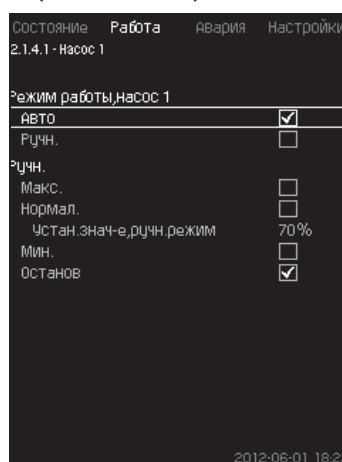 Состояние Работа Авария Настройки
2.1.4.1 - Насос 1
Режим работы,насос 1
Авто
Ручн.
Ручн.
Макс.
Нормал.
Устан.знач-е,ручн.режим 70%
Мин.
Останов
2012-06-01 18:2